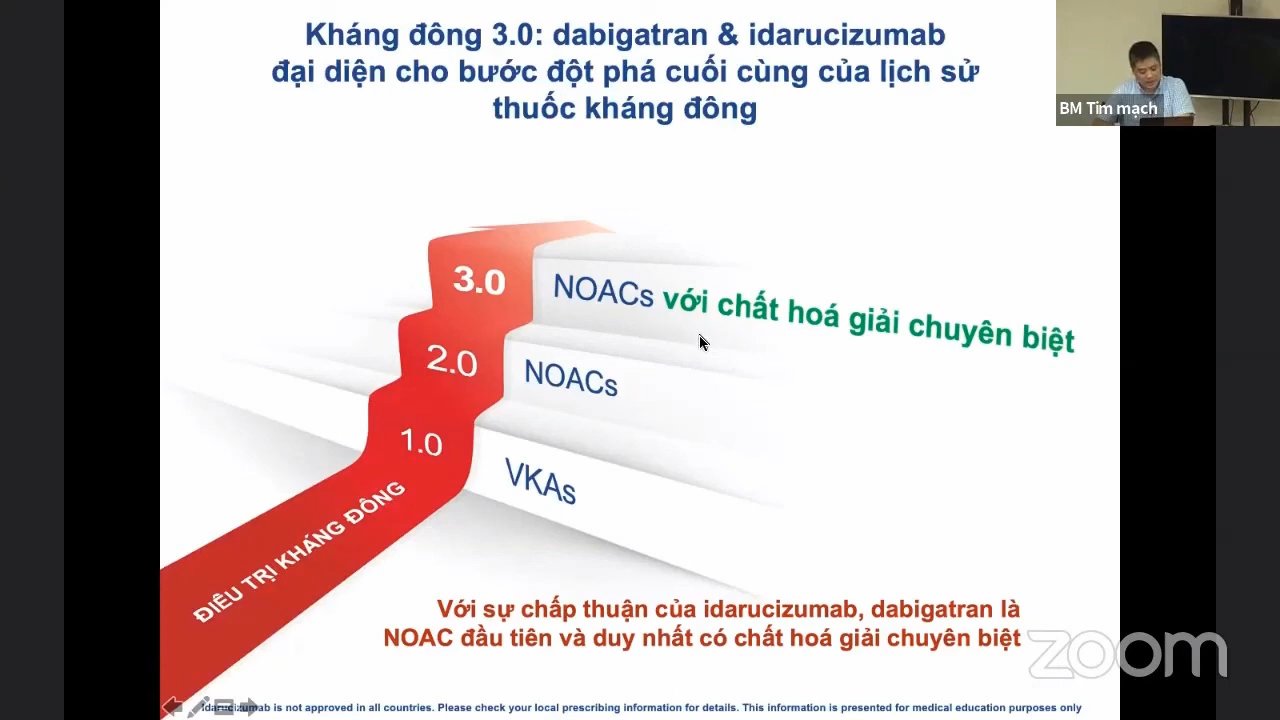 Kháng đông 3.0: dabigatran & idarucizumab
đại diện cho bước đột phá cuối cùng của lịch sử
thuốc kháng đông
BM Tim mạch
3.0
NOACs với chất hoá giải chuyên biệt
2.0
NOACs
1.0
VKAs
ĐIỀU TRỊ KHÁNG ĐÔNG
Với sự chấp thuận của idarucizumab, dabigatran là
NOAC đầu tiên và duy nhất có chất hoá giải chuyên biệt
zoom
Idarucizumab is not approved in all countries. Please check your local prescribing information for details. This information is presented for medical education purposes only